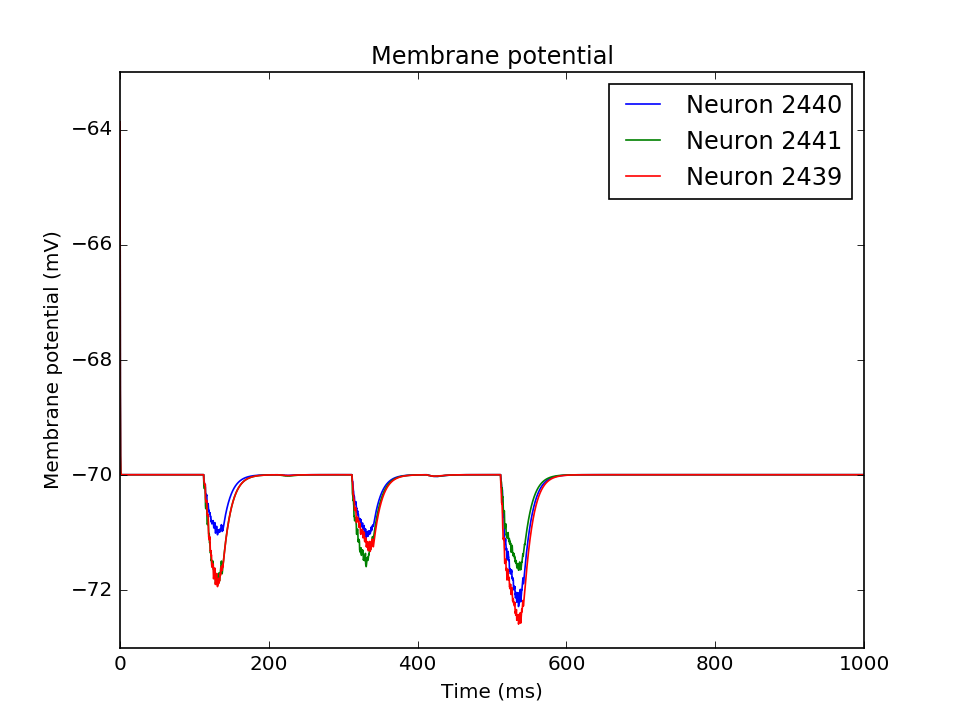 Membrane potential
Neuron 2440
Neuron 2441
Neuron 2439
Membrane potential (mV)
−64
−66
−68
−70
−72
0 200 400 600 800 1000
Time (ms)